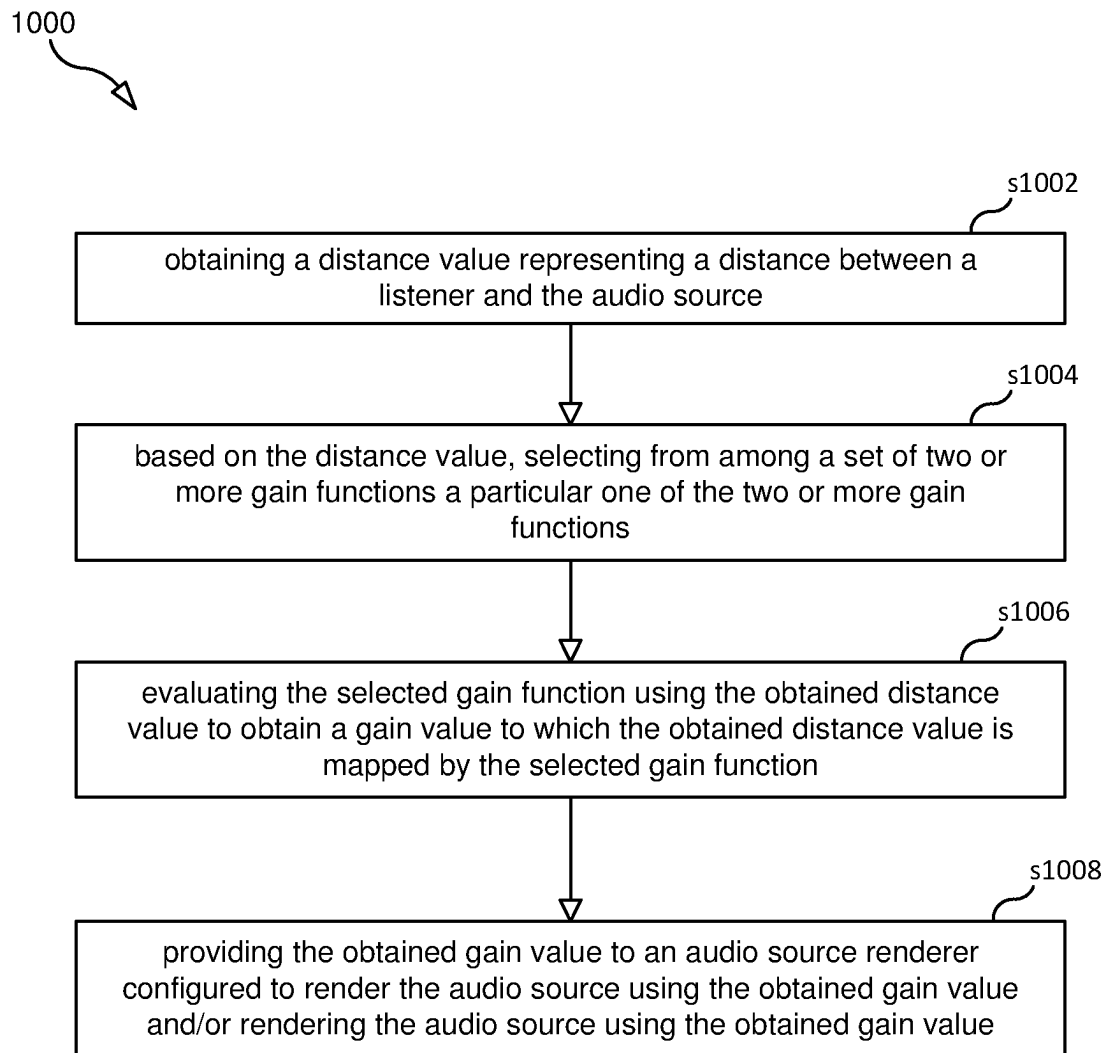 1000
s1002
obtaining a distance value representing a distance between a
listener and the audio source
s1004
based on the distance value, selecting from among a set of two or
more gain functions a particular one of the two or more gain
functions
s1006
evaluating the selected gain function using the obtained distance
value to obtain a gain value to which the obtained distance value is
mapped by the selected gain function
s1008
providing the obtained gain value to an audio source renderer
configured to render the audio source using the obtained gain value
and/or rendering the audio source using the obtained gain value